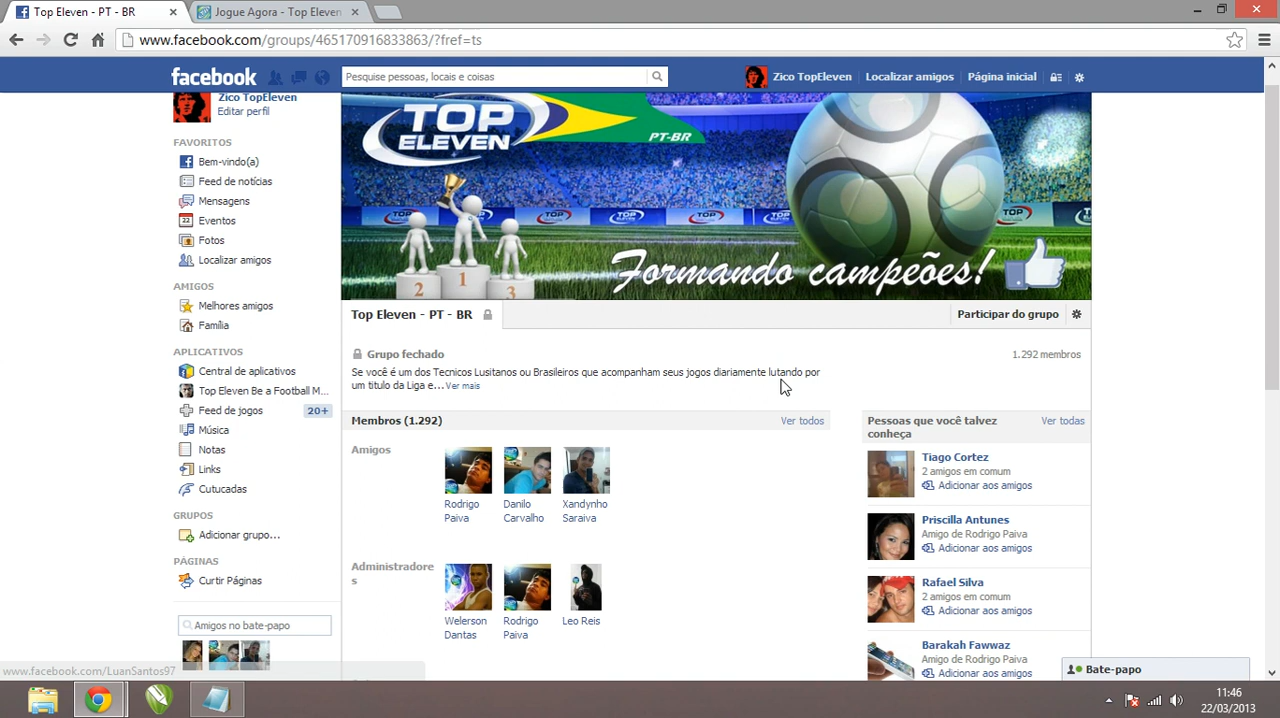 Top Eleven - PT - BR
Jogue Agora - Top Eleven
www.facebook.com/groups/465170916833863/?fref=ts
facebook
Pesquise pessoas, locais e coisas
Zico TopEleven
Localizar amigos
Página inicial
Zico TopEleven
Editar perfil
FAVORITOS
Bem-vindo(a)
Feed de notícias
Mensagens
22
Eventos
Fotos
Localizar amigos
AMIGOS
Melhores amigos
Família
APLICATIVOS
Central de aplicativos
Top Eleven Be a Football M...
Feed de jogos
20+
Música
Notas
Links
Cutucadas
GRUPOS
Adicionar grupo...
PÁGINAS
Curtir Páginas
Amigos no bate-papo
www.facebook.com/LuanSantos97
TOP
ELEVEN
PT-BR
2 1 3
Formando campeões!
Top Eleven - PT - BR
Participar do grupo
Grupo fechado
1.292 membros
Se você é um dos Tecnicos Lusitanos ou Brasileiros que acompanham seus jogos diariamente lutando por
um titulo da Liga e... Ver mais
Membros (1.292)
Ver todos
Amigos
Rodrigo
Paiva
Danilo
Carvalho
Xandynho
Saraiva
Administradore
s
Welerson
Dantas
Rodrigo
Paiva
Leo Reis
Pessoas que você talvez
conheça
Ver todas
Tiago Cortez
2 amigos em comum
Adicionar aos amigos
Priscilla Antunes
Amigo de Rodrigo Paiva
Adicionar aos amigos
Rafael Silva
2 amigos em comum
Adicionar aos amigos
Barakah Fawwaz
Amigo de Rodrigo Paiva
Adicionar aos amigos
Bate-papo
11:46
22/03/2013